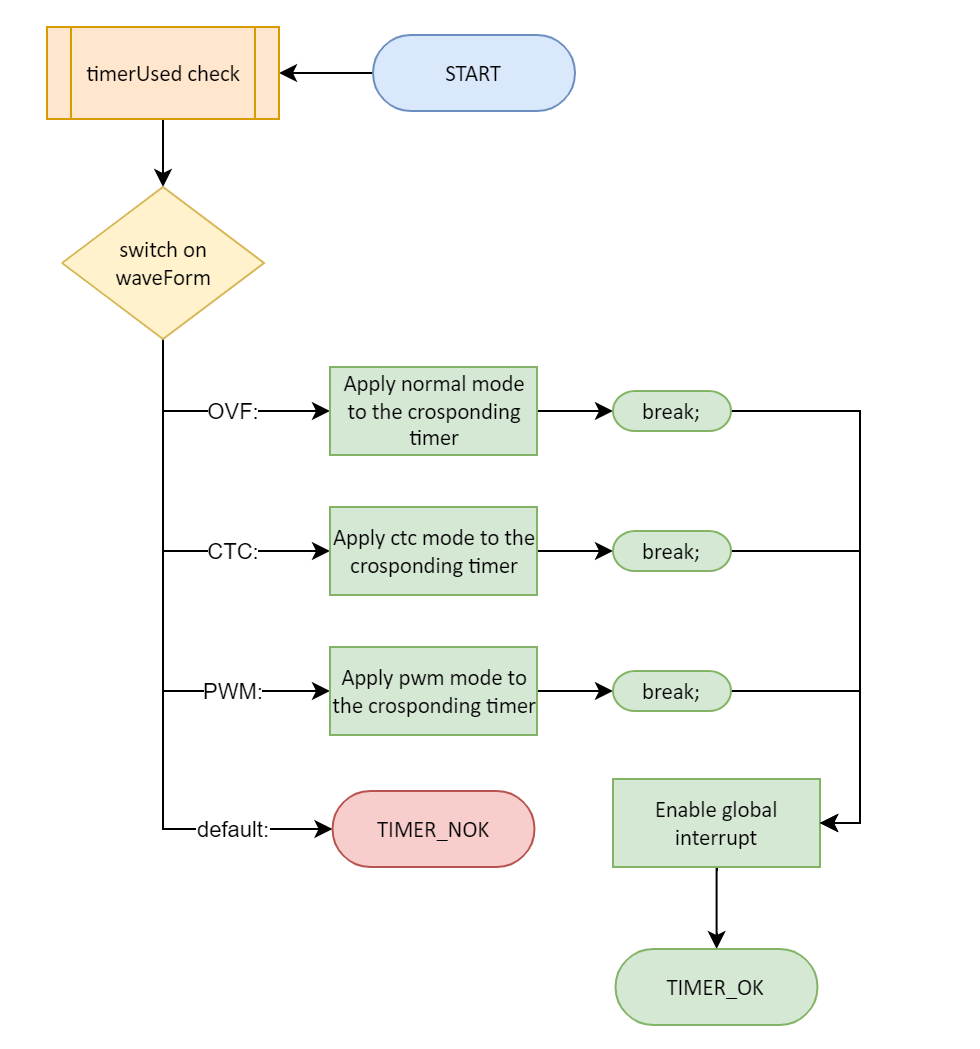 timerUsed check
START
switch on
waveForm
OVF:
Apply normal mode
to the crosponding
timer
break;
CTC:
Apply ctc mode to the
crosponding timer
break;
PWM:
Apply pwm mode to
the crosponding timer
break;
default:
TIMER_NOK
Enable global
interrupt
TIMER_OK